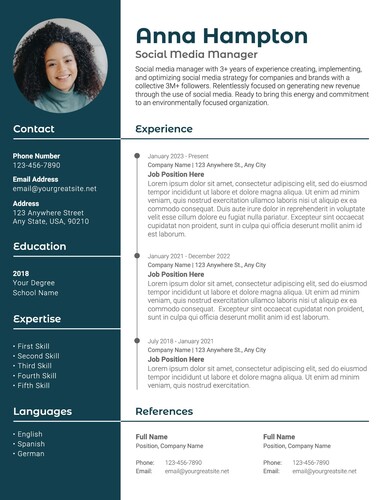 Anna Hampton
Social Media Manager
Social media manager with 3+ years of experience creating, implementing,
and optimizing social media strategy for companies and brands with a
collective 3M+ followers. Relentlessly focused on generating new revenue
through the use of social media. Ready to bring this energy and commitment
to an environmentally focused organization.
Contact
Phone Number
123-456-7890
Email Address
email@yourgreatsite.net
Address
123 Anywhere Street
Any State, USA, 90210
Education
2018
Your Degree
School Name
Expertise
• First Skill
• Second Skill
• Third Skill
• Fourth Skill
• Fifth Skill
Languages
• English
• Spanish
• German
Experience
January 2023 - Present
Company Name | 123 Anywhere St., Any City
Job Position Here
Lorem ipsum dolor sit amet, consectetur adipiscing elit, sed do eiusmod
tempor incididunt ut labore et dolore magna aliqua. Ut enim ad minim
veniam, quis nostrud exercitation ullamco laboris nisi ut aliquip ex ea
commodo consequat. Duis aute irure dolor in reprehenderit in voluptate
velit esse cillum dolore eu fugiat nulla pariatur. Excepteur sint occaecat
cupidatat non proident, sunt in culpa qui officia deserunt mollit anim id
est laborum.
January 2021 - December 2022
Company Name | 123 Anywhere St., Any City
Job Position Here
Lorem ipsum dolor sit amet, consectetur adipiscing elit, sed do eiusmod
tempor incididunt ut labore et dolore magna aliqua. Ut enim ad minim
veniam, quis nostrud exercitation ullamco laboris nisi ut aliquip ex ea
commodo consequat. Excepteur sint occaecat cupidatat non proident,
sunt in culpa qui officia deserunt mollit anim id est laborum.
July 2018 - January 2021
Company Name | 123 Anywhere St., Any City
Job Position Here
Lorem ipsum dolor sit amet, consectetur adipiscing elit, sed do eiusmod
tempor incididunt ut labore et dolore magna aliqua. Ut enim ad minim
veniam, quis nostrud exercitation
References
Full Name
Position, Company Name
Phone: 123-456-7890
Email: email@yourgreatsite.net
Full Name
Position, Company Name
Phone: 123-456-7890
Email: email@yourgreatsite.net